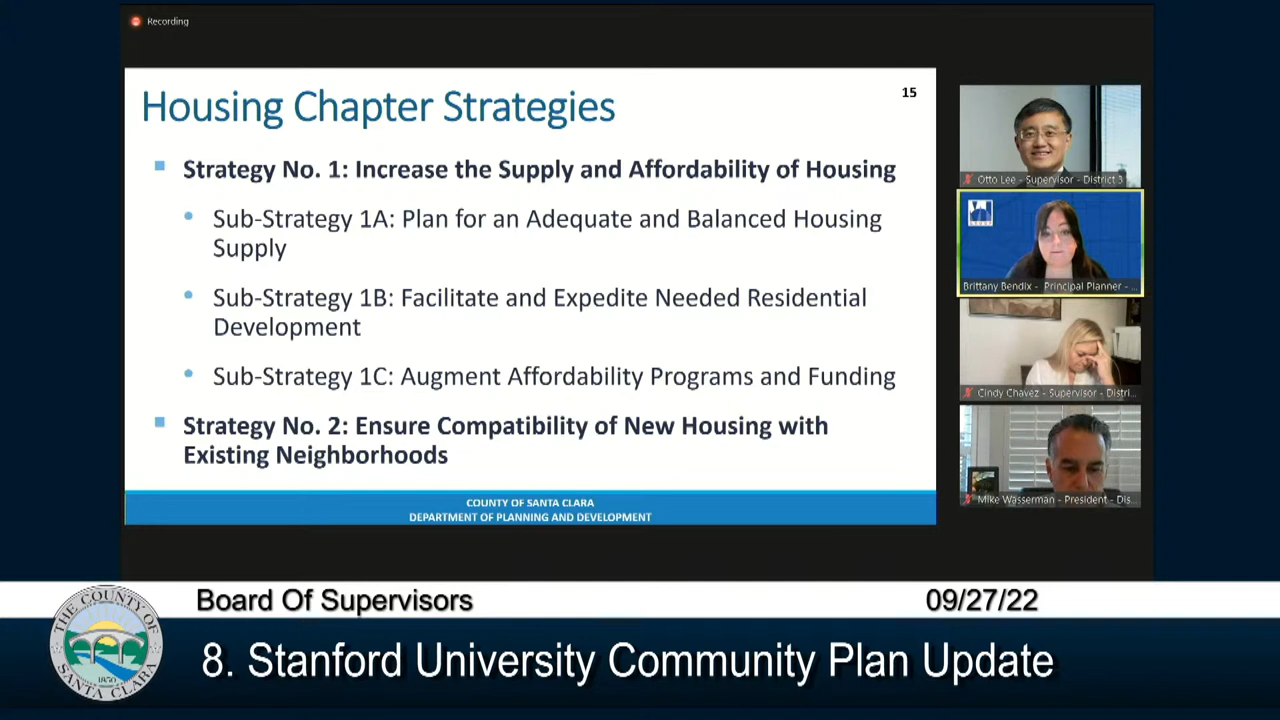 Recording
15
Housing Chapter Strategies
Strategy No. 1: Increase the Supply and Affordability of Housing
Sub-Strategy 1A: Plan for an Adequate and Balanced Housing
Supply
Sub-Strategy 1B: Facilitate and Expedite Needed Residential
Development
Sub-Strategy 1C: Augment Affordability Programs and Funding
Strategy No. 2: Ensure Compatibility of New Housing with
Existing Neighborhoods
COUNTY OF SANTA CLARA
DEPARTMENT OF PLANNING AND DEVELOPMENT
Otto Lee - Supervisor - District 3
Brittany Bendix - Principal Planner - ...
Cindy Chavez - Supervisor - Distri...
Mike Wasserman - President - Dis...
Board Of Supervisors
09/27/22
8. Stanford University Community Plan Update
THE COUNTY OF
SANTA CLARA
1850